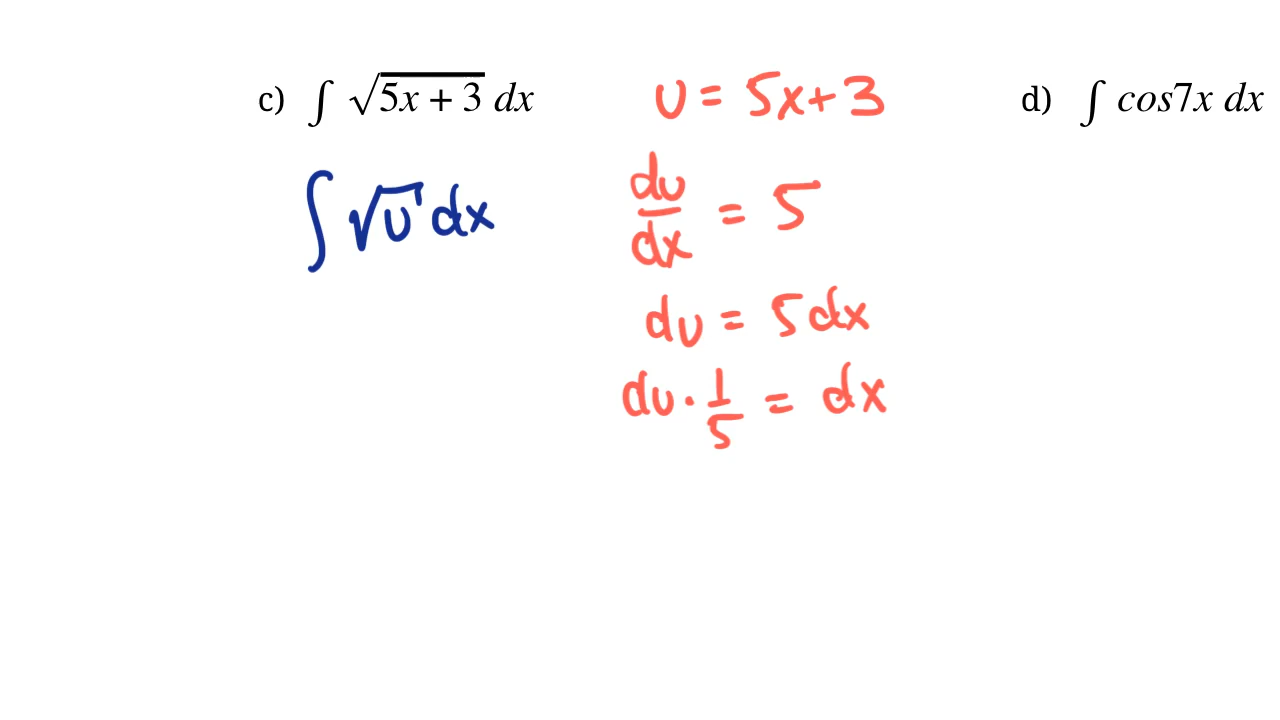 c) ∫ √5x + 3 dx
∫ √u dx
u = 5x+3
du/dx = 5
du = 5dx
du · 1/5 = dx
d) ∫ cos7x dx